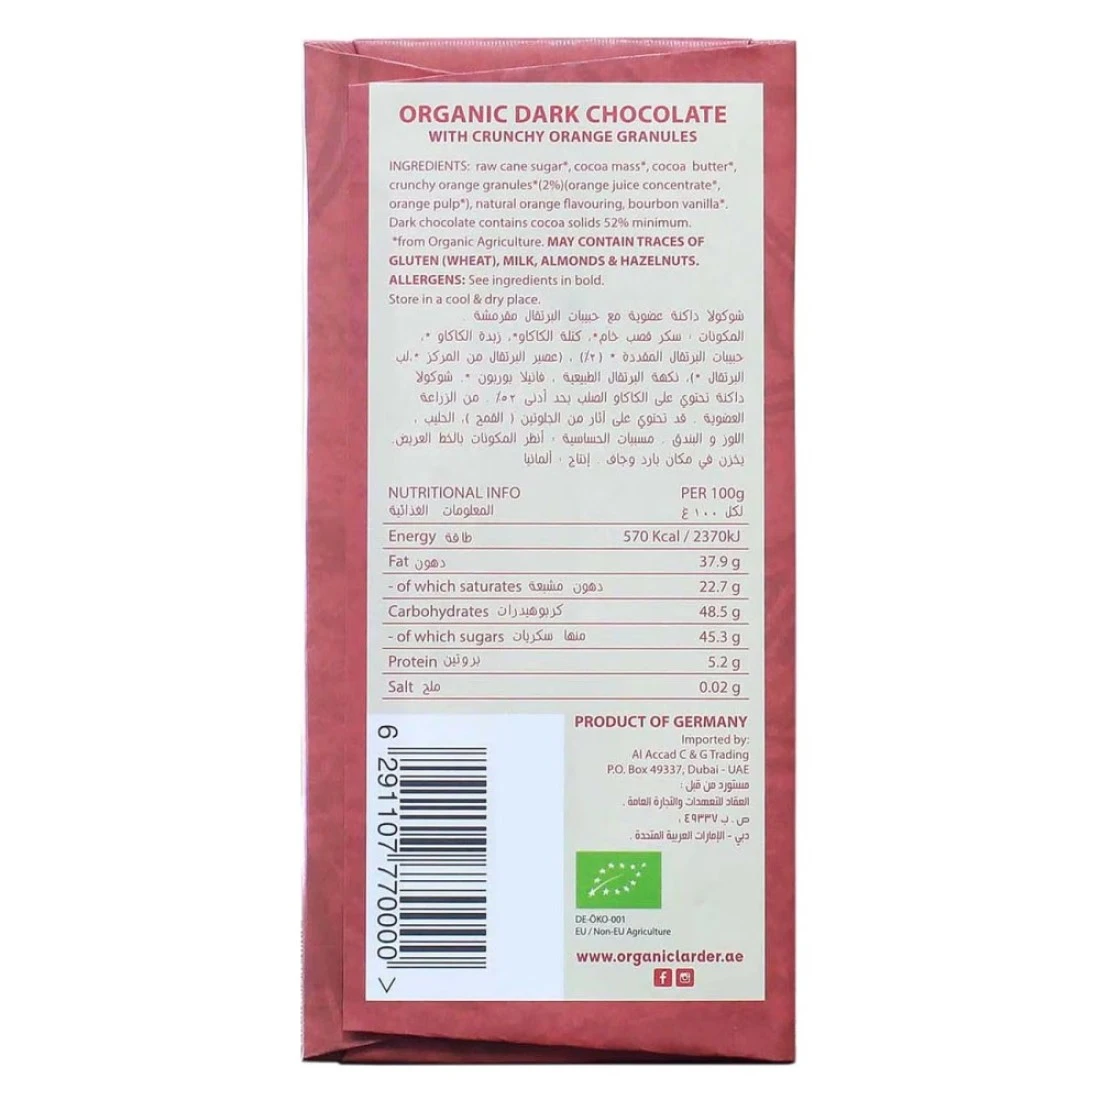 ORGANIC DARK CHOCOLATE
WITH CRUNCHY ORANGE GRANULES
INGREDIENTS: raw cane sugar*, cocoa mass*, cocoa butter*,
crunchy orange granules*(2%)(orange juice concentrate*,
orange pulp*), natural orange flavouring, bourbon vanilla*.
Dark chocolate contains cocoa solids 52% minimum.
*from Organic Agriculture. MAY CONTAIN TRACES OF
GLUTEN (WHEAT), MILK, ALMONDS & HAZELNUTS.
ALLERGENS: See ingredients in bold.
Store in a cool & dry place.
شوكولا داكنة عضوية مع حبيبات البرتقال مقرمشة .
المكونات : سكر قصب خام*، كتلة الكاكاو*، زبدة الكاكاو *،
حبيبات البرتقال المقددة * (٢٪) ، (عصير البرتقال من المركز *،لب
البرتقال *)، نكهة البرتقال الطبيعية ، فانيلا بوربون *. شوكولا
داكنة تحتوي على الكاكاو الصلب بحد أدنى ٥٢٪ . من الزراعة
العضوية . قد تحتوي على آثار من الجلوتين ( القمح )، الحليب ،
اللوز و البندق . مسببات الحساسية : أنظر المكونات بالخط العريض.
يخزن في مكان بارد وجاف . إنتاج : ألمانيا
NUTRITIONAL INFO PER 100g
المعلومات الغذائية لكل ١٠٠ غ
Energy طاقة 570 Kcal / 2370kJ
Fat دهون 37.9 g
- of which saturates دهون مشبعة 22.7 g
Carbohydrates كربوهيدرات 48.5 g
- of which sugars منها سكريات 45.3 g
Protein بروتين 5.2 g
Salt ملح 0.02 g
PRODUCT OF GERMANY
Imported by:
Al Accad C & G Trading
P.O. Box 49337, Dubai - UAE
مستورد من قبل :
العقاد للتعهدات والتجارة العامة .
ص . ب ٤٩٣٣٧ ،
دبي - الإمارات العربية المتحدة .
6 291107 770000 >
DE-ÖKO-001
EU / Non-EU Agriculture
www.organiclarder.ae